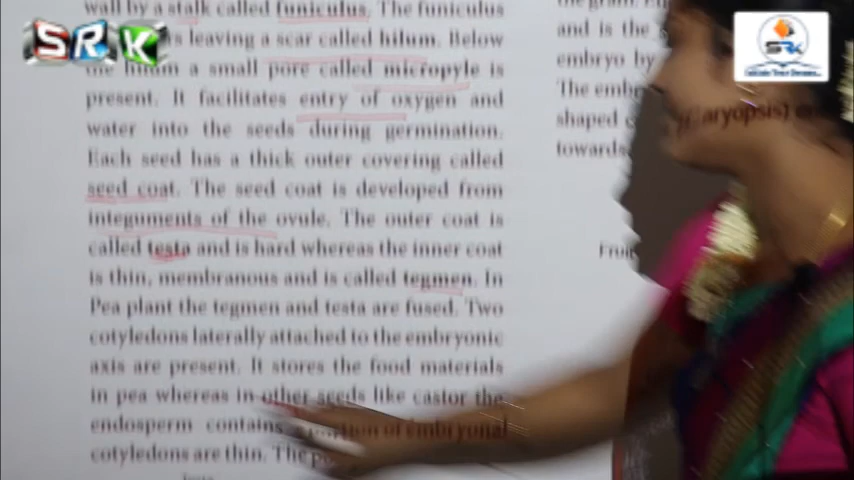 wall by a stalk called funiculus. The funiculus
leaving a scar called hilum. Below
the hilum a small pore called micropyle is
present. It facilitates entry of oxygen and
water into the seeds during germination.
Each seed has a thick outer covering called
seed coat. The seed coat is developed from
integuments of the ovule. The outer coat is
called testa and is hard whereas the inner coat
is thin, membranous and is called tegmen. In
Pea plant the tegmen and testa are fused. Two
cotyledons laterally attached to the embryonic
axis are present. It stores the food materials
in pea whereas in other seeds like castor the
endosperm contains of embryonal
cotyledons are thin. The
and is the
embryo by
The
shaped
towards
(Caryopsis)
Fruit
SRK
SRK